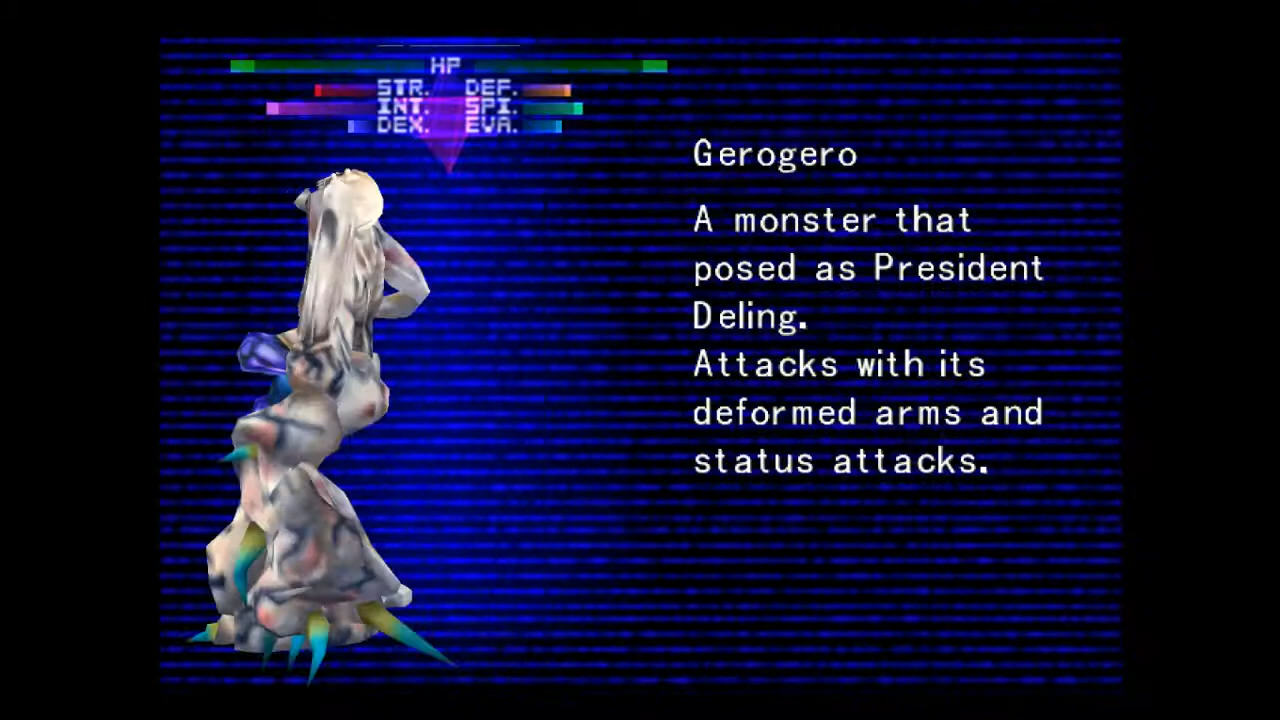 HP
STR. DEF.
INT. SPI.
DEX. EVA.
Gerogero
A monster that
posed as President
Deling.
Attacks with its
deformed arms and
status attacks.